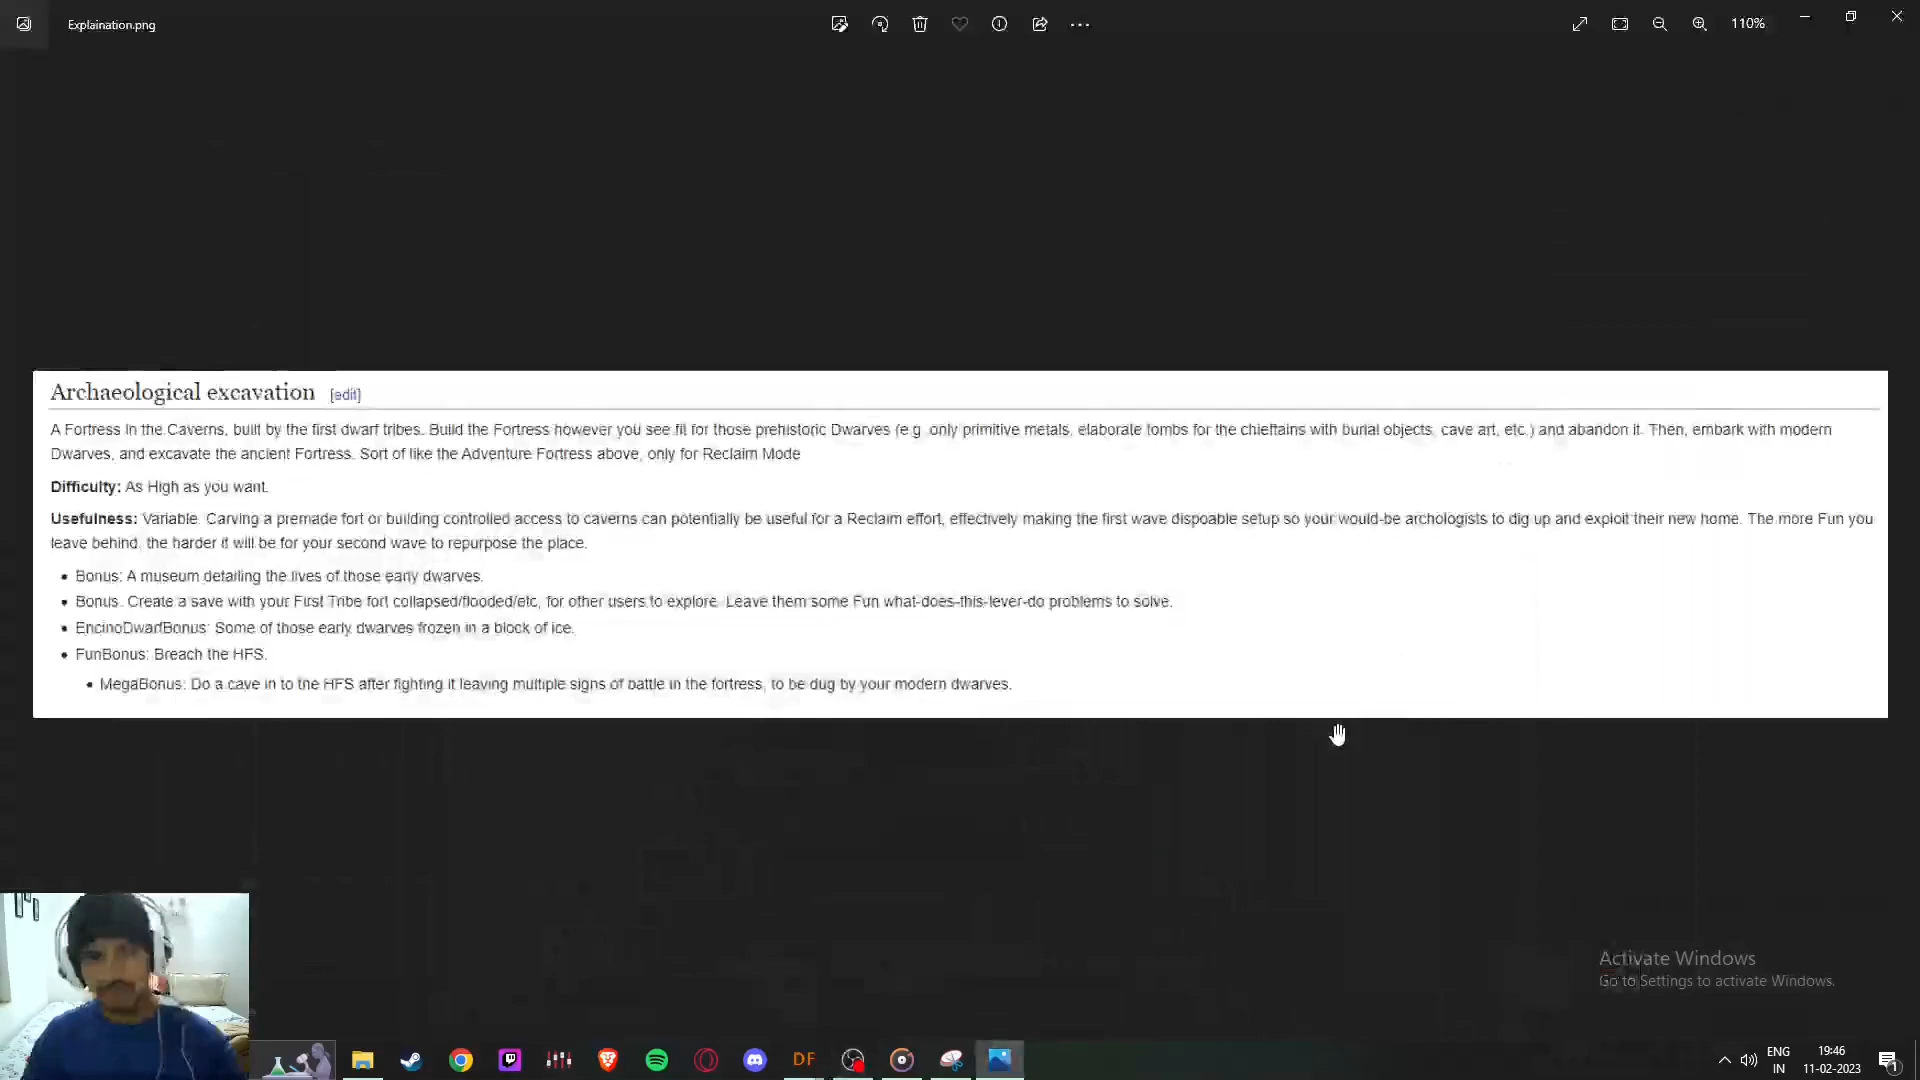 Explaination.png
110%
Archaeological excavation [edit]
A Fortress in the Caverns, built by the first dwarf tribes. Build the Fortress however you see fit for those prehistoric Dwarves (e.g. only primitive metals, elaborate tombs for the chieftains with burial objects, cave art, etc.) and abandon it. Then, embark with modern
Dwarves, and excavate the ancient Fortress. Sort of like the Adventure Fortress above, only for Reclaim Mode
Difficulty: As High as you want.
Usefulness: Variable. Carving a premade fort or building controlled access to caverns can potentially be useful for a Reclaim effort, effectively making the first wave dispoable setup so your would-be archologists to dig up and exploit their new home. The more Fun you
leave behind, the harder it will be for your second wave to repurpose the place.
• Bonus: A museum detailing the lives of those early dwarves.
• Bonus: Create a save with your First Tribe fort collapsed/flooded/etc, for other users to explore. Leave them some Fun what-does-this-lever-do problems to solve.
• EncinoDwarfBonus: Some of those early dwarves frozen in a block of ice.
• FunBonus: Breach the HFS.
• MegaBonus: Do a cave in to the HFS after fighting it leaving multiple signs of battle in the fortress, to be dug by your modern dwarves.
Activate Windows
Go to Settings to activate Windows.
DF
ENG
IN
19:46
11-02-2023
1